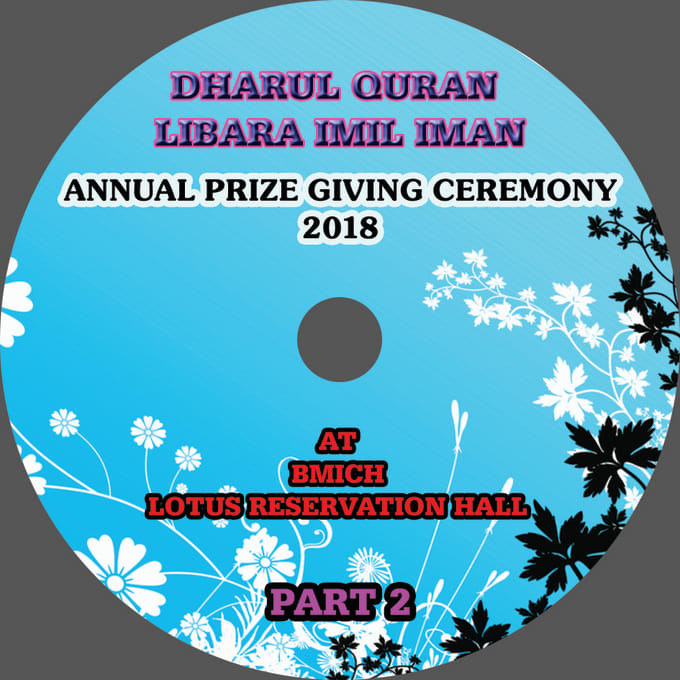 DHARUL QURAN
LIBARA IMIL IMAN
ANNUAL PRIZE GIVING CEREMONY
2018
AT
BMICH
LOTUS RESERVATION HALL
PART 2